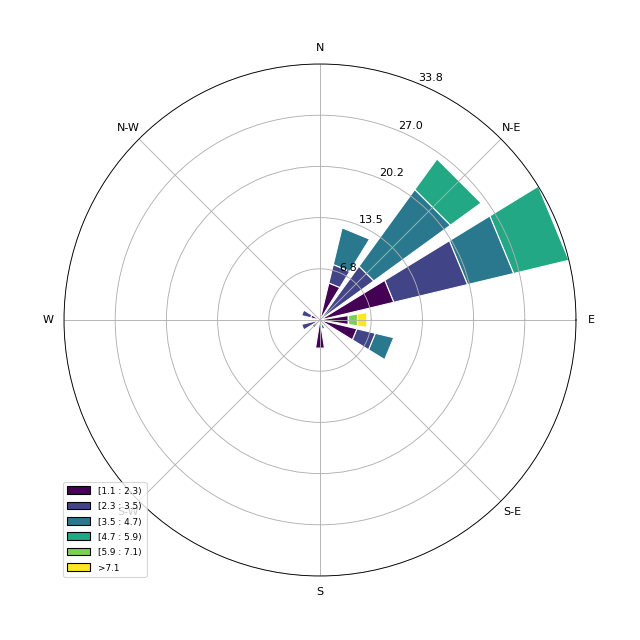 N
33.8
N-W
27.0
N-E
20.2
13.5
6.8
W
E
[1.1 : 2.3)
[2.3 : 3.5)
S-W
[3.5 : 4.7)
[4.7 : 5.9)
[5.9 : 7.1)
>7.1
S-E
S